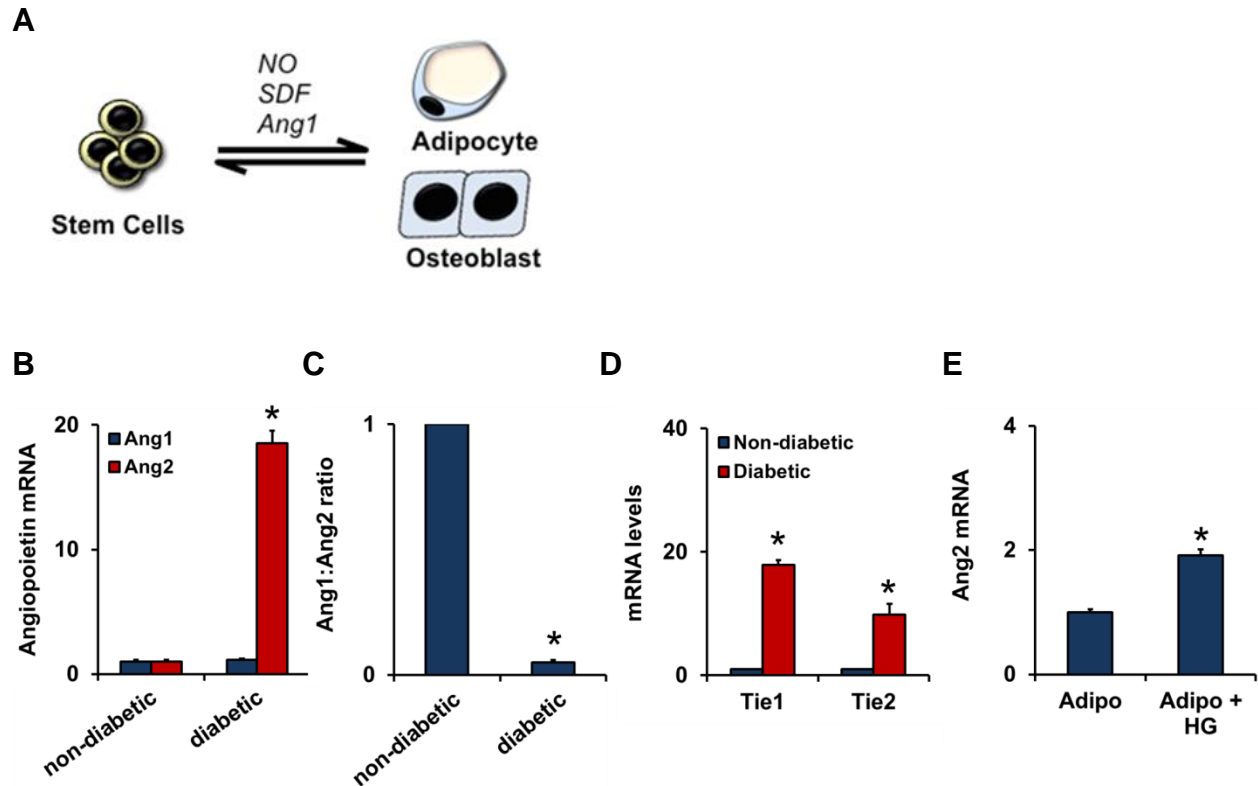 A
NO
SDF
Ang1
Stem Cells
Adipocyte
Osteoblast
B
Angiopoietin mRNA
20
10
0
Ang1
Ang2
*
non-diabetic
diabetic
C
Ang1:Ang2 ratio
1
0
*
non-diabetic
diabetic
D
mRNA levels
40
20
0
Non-diabetic
Diabetic
*
*
Tie1
Tie2
E
Ang2 mRNA
4
2
0
*
Adipo
Adipo +
HG